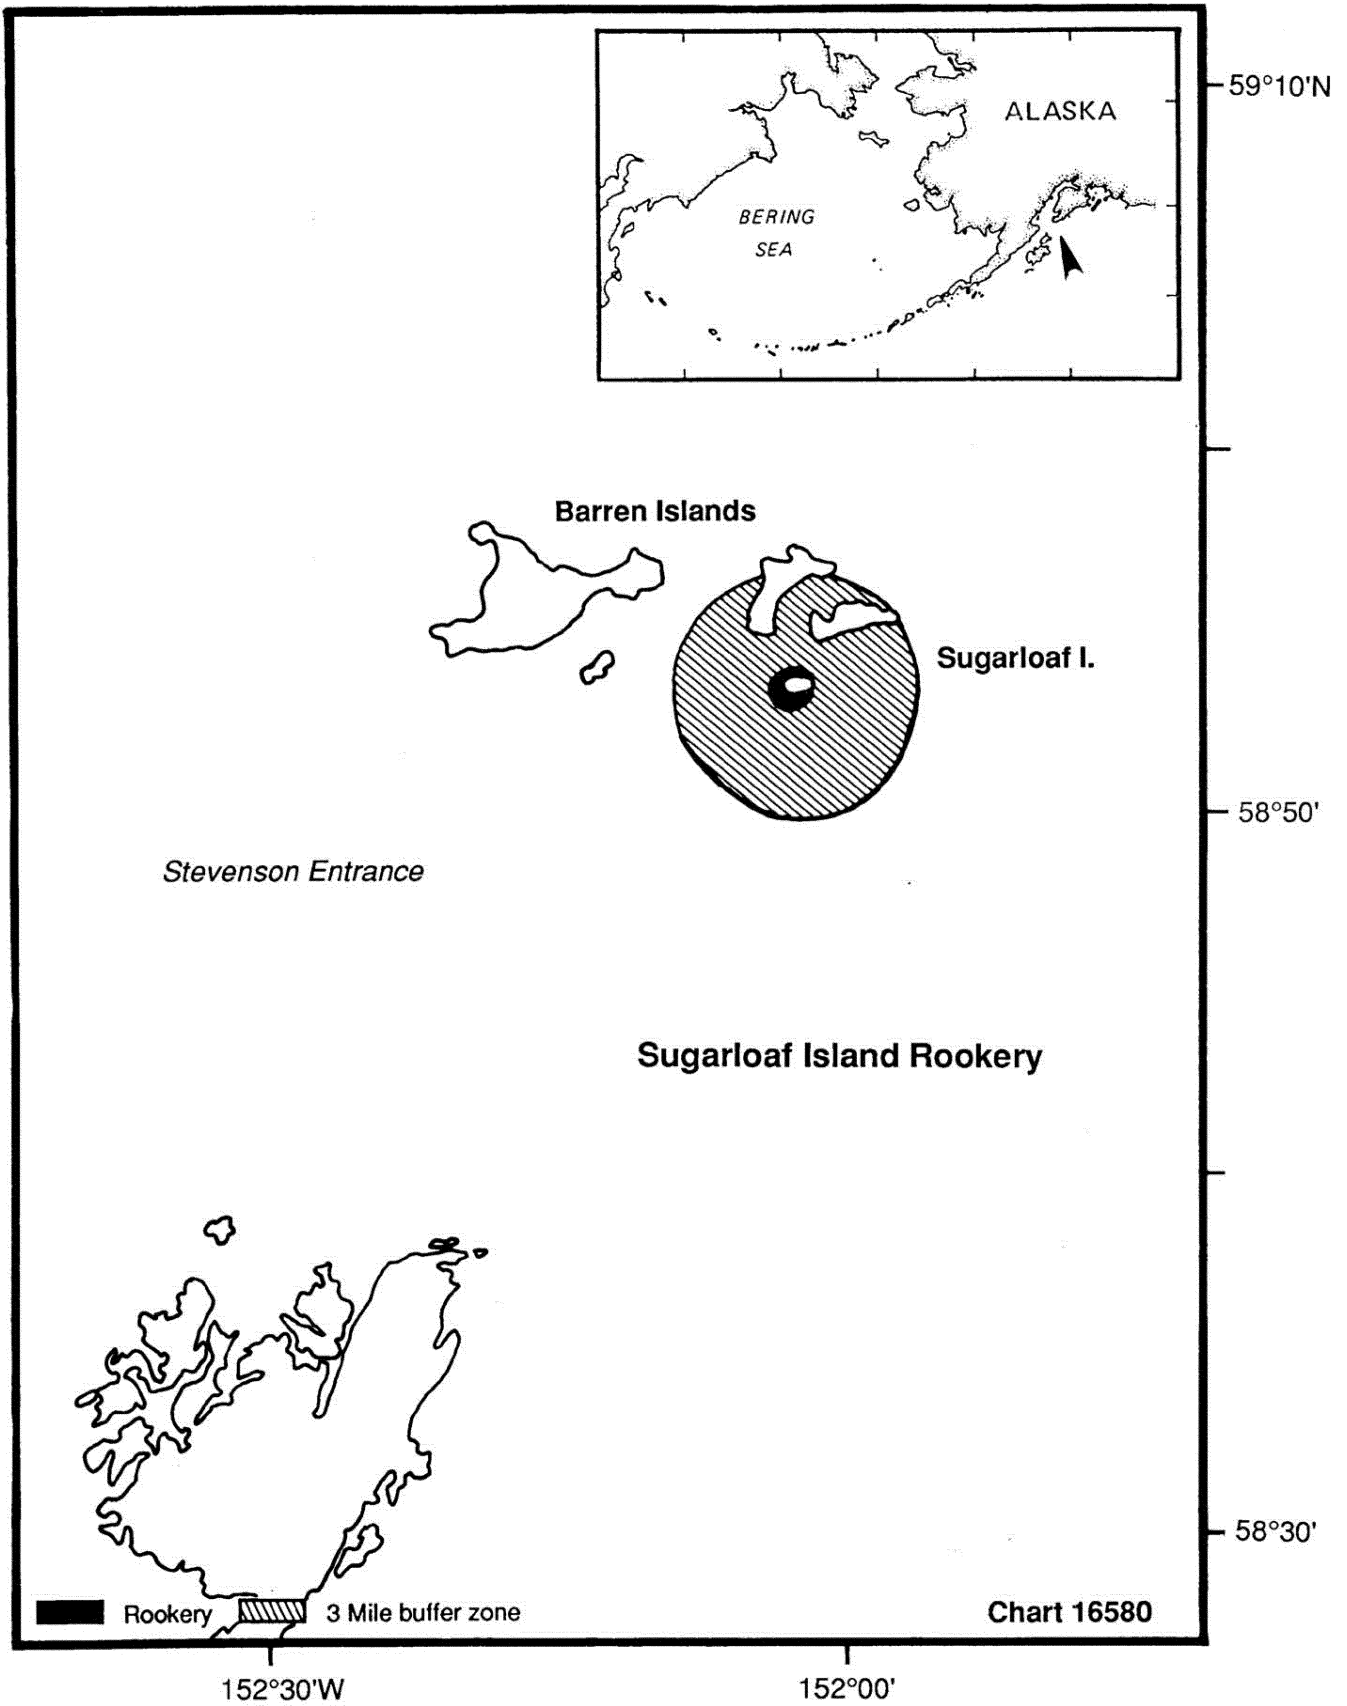 59°10'N
ALASKA
BERING
SEA
Barren Islands
Sugarloaf I.
58°50'
Stevenson Entrance
Sugarloaf Island Rookery
58°30'
Rookery
3 Mile buffer zone
Chart 16580
152°30'W
152°00'